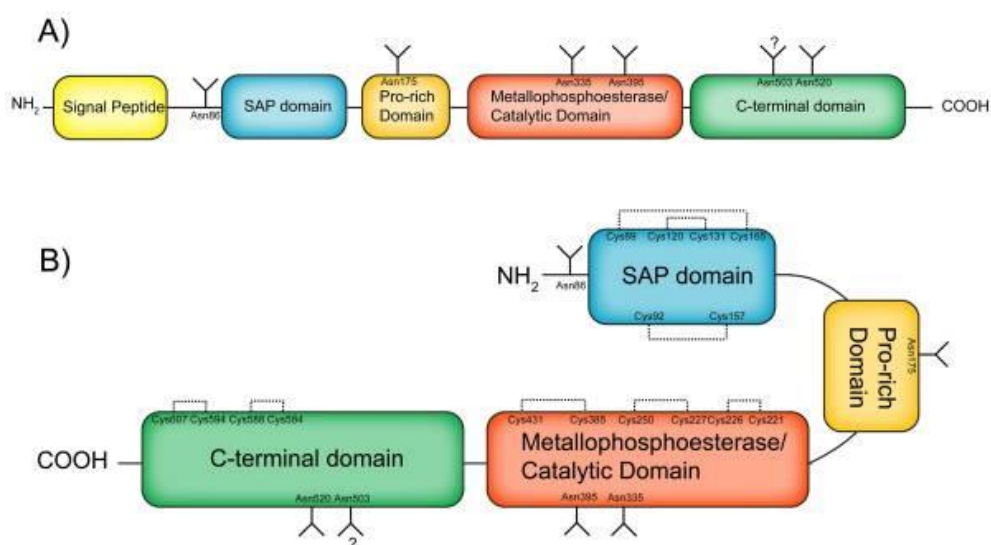 A)
?
Asn175
Asn335
Asn395
Asn503
Asn520
NH2
Signal Peptide
Asn86
SAP domain
Pro-rich
Domain
Metallophosphoesterase/
Catalytic Domain
C-terminal domain
COOH
B)
Cys89
Cys120
Cys131
Cys165
NH2
Asn86
SAP domain
Cys92
Cys157
Pro-rich
Domain
Asn175
Cys607
Cys594
Cys588
Cys584
Cys431
Cys385
Cys250
Cys227
Cys226
Cys221
COOH
C-terminal domain
Metallophosphoesterase/
Catalytic Domain
Asn520
Asn503
Asn395
Asn335
?